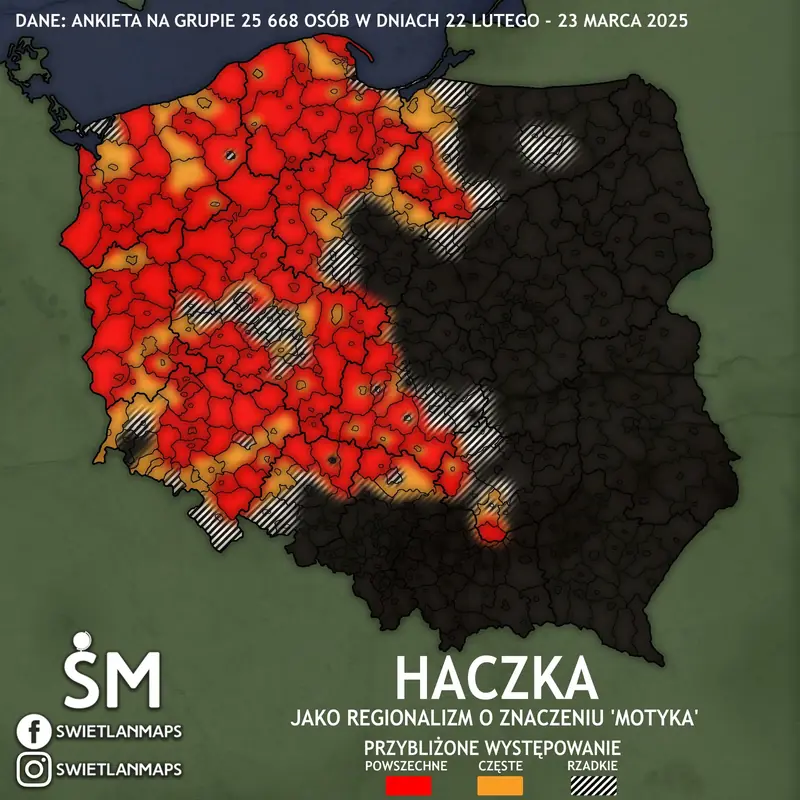 DANE: ANKIETA NA GRUPIE 25 668 OSÓB W DNIACH 22 LUTEGO - 23 MARCA 2025
ŚM
SWIETLANMAPS
SWIETLANMAPS
HACZKA
JAKO REGIONALIZM O ZNACZENIU 'MOTYKA'
PRZYBLIŻONE WYSTĘPOWANIE
POWSZECHNE CZĘSTE RZADKIE